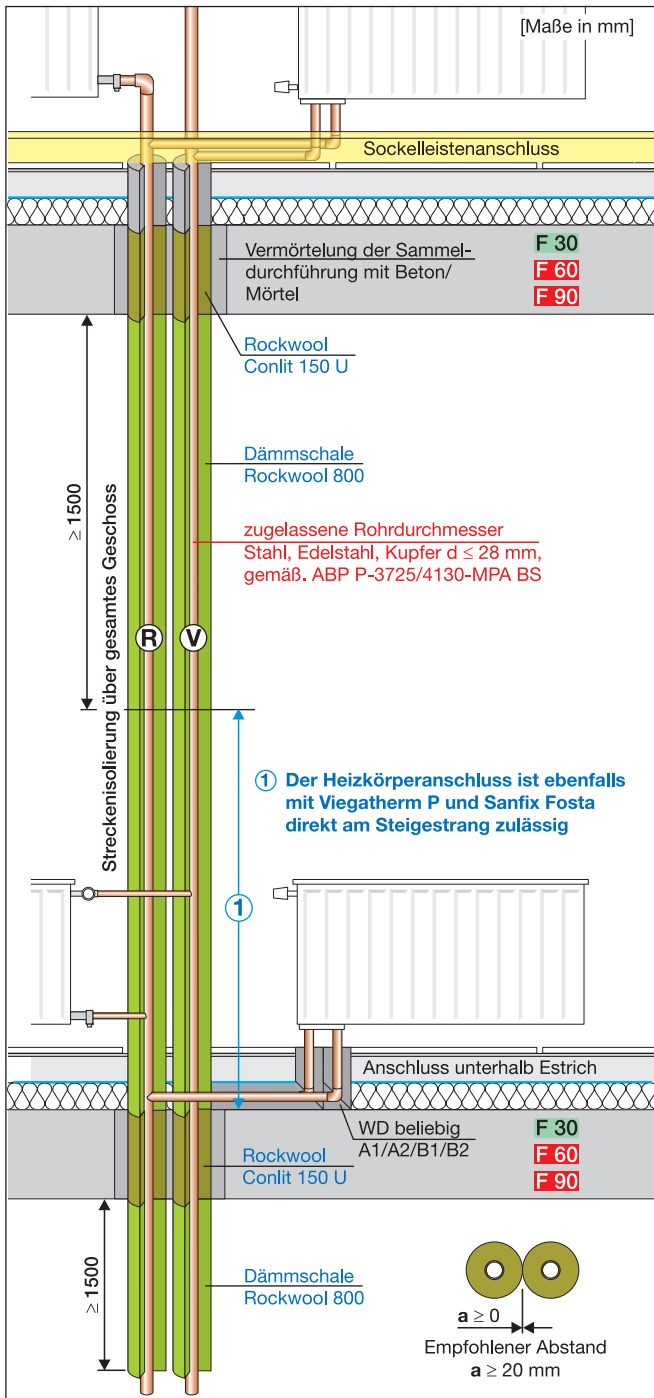 [Maße in mm]
Sockelleistenanschluss
Vermörtelung der Sammel-
durchführung mit Beton/
Mörtel
F 30
F 60
F 90
Rockwool
Conlit 150 U
Dämmschale
Rockwool 800
≥ 1500
Streckenisolierung über gesamtes Geschoss
zugelassene Rohrdurchmesser
Stahl, Edelstahl, Kupfer d ≤ 28 mm,
gemäß. ABP P-3725/4130-MPA BS
R
V
① Der Heizkörperanschluss ist ebenfalls
mit Viegatherm P und Sanfix Fosta
direkt am Steigestrang zulässig
①
Anschluss unterhalb Estrich
WD beliebig
A1/A2/B1/B2
F 30
F 60
F 90
Rockwool
Conlit 150 U
≥ 1500
Dämmschale
Rockwool 800
a ≥ 0
Empfohlener Abstand
a ≥ 20 mm